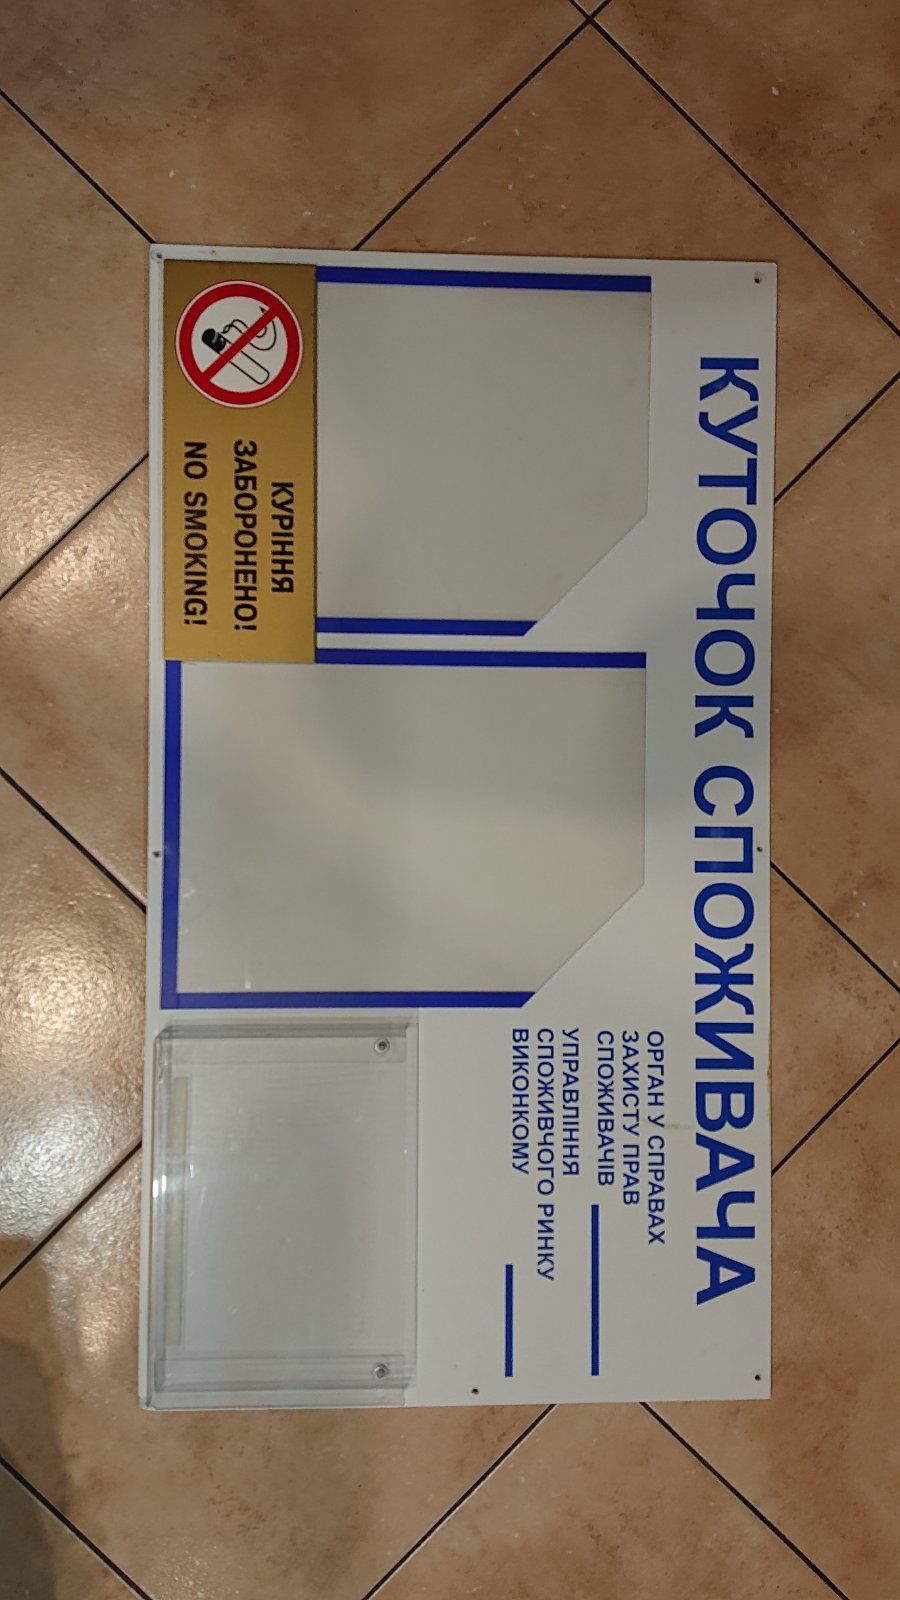 КУТОЧОК СПОЖИВАЧА
ОРГАН У СПРАВАХ
ЗАХИСТУ ПРАВ
СПОЖИВАЧІВ
УПРАВЛІННЯ
СПОЖИВЧОГО РИНКУ
ВИКОНКОМУ
КУРІННЯ
ЗАБОРОНЕНО!
NO SMOKING!